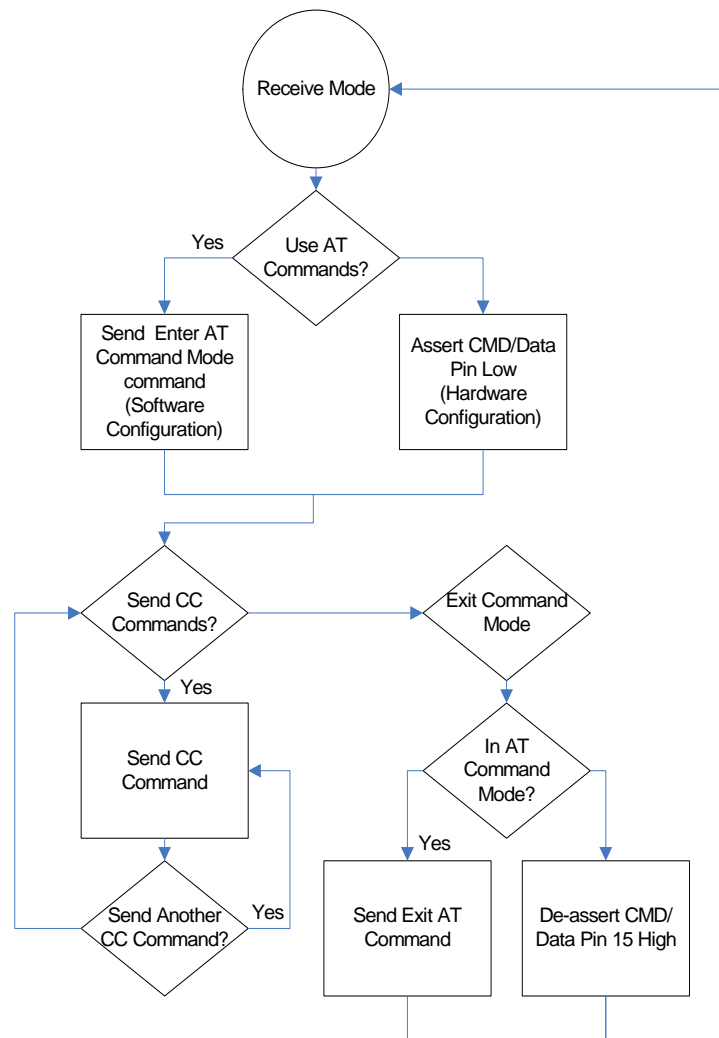 Receive Mode
Use AT
Commands?
Yes
Send Enter AT
Command Mode
command
(Software
Configuration)
Assert CMD/Data
Pin Low
(Hardware
Configuration)
Send CC
Commands?
Exit Command
Mode
Yes
Send CC
Command
In AT
Command
Mode?
Yes
Send Another
CC Command?
Yes
Send Exit AT
Command
De-assert CMD/
Data Pin 15 High